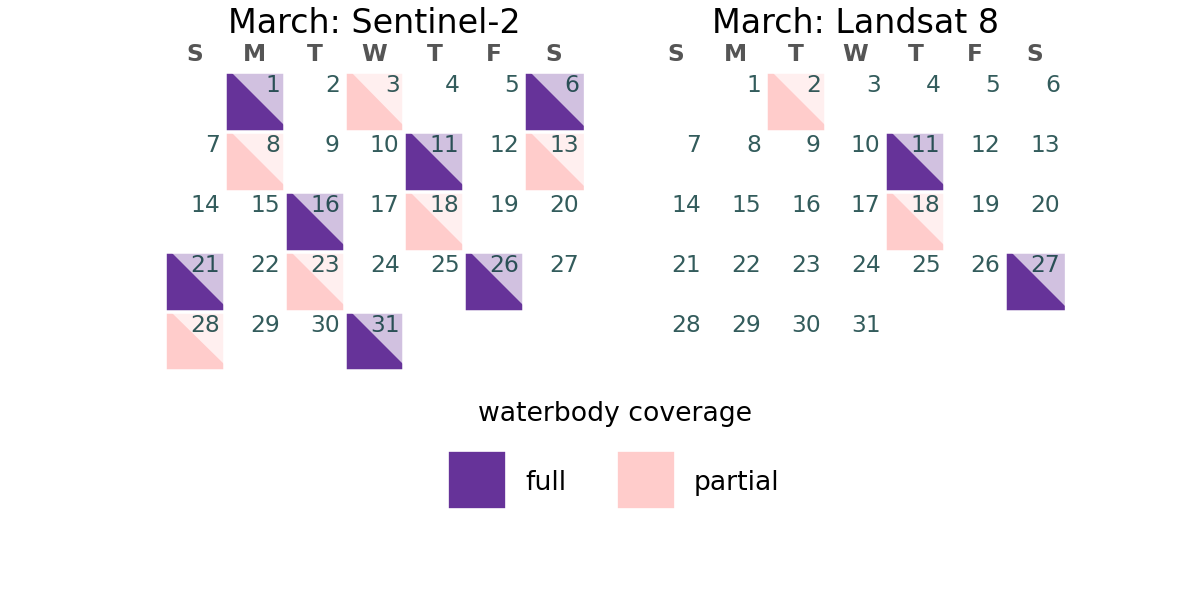 March: Sentinel-2
S M T W T F S
1 2 3 4 5 6
7 8 9 10 11 12 13
14 15 16 17 18 19 20
21 22 23 24 25 26 27
28 29 30 31
March: Landsat 8
S M T W T F S
1 2 3 4 5 6
7 8 9 10 11 12 13
14 15 16 17 18 19 20
21 22 23 24 25 26 27
28 29 30 31
waterbody coverage
full
partial